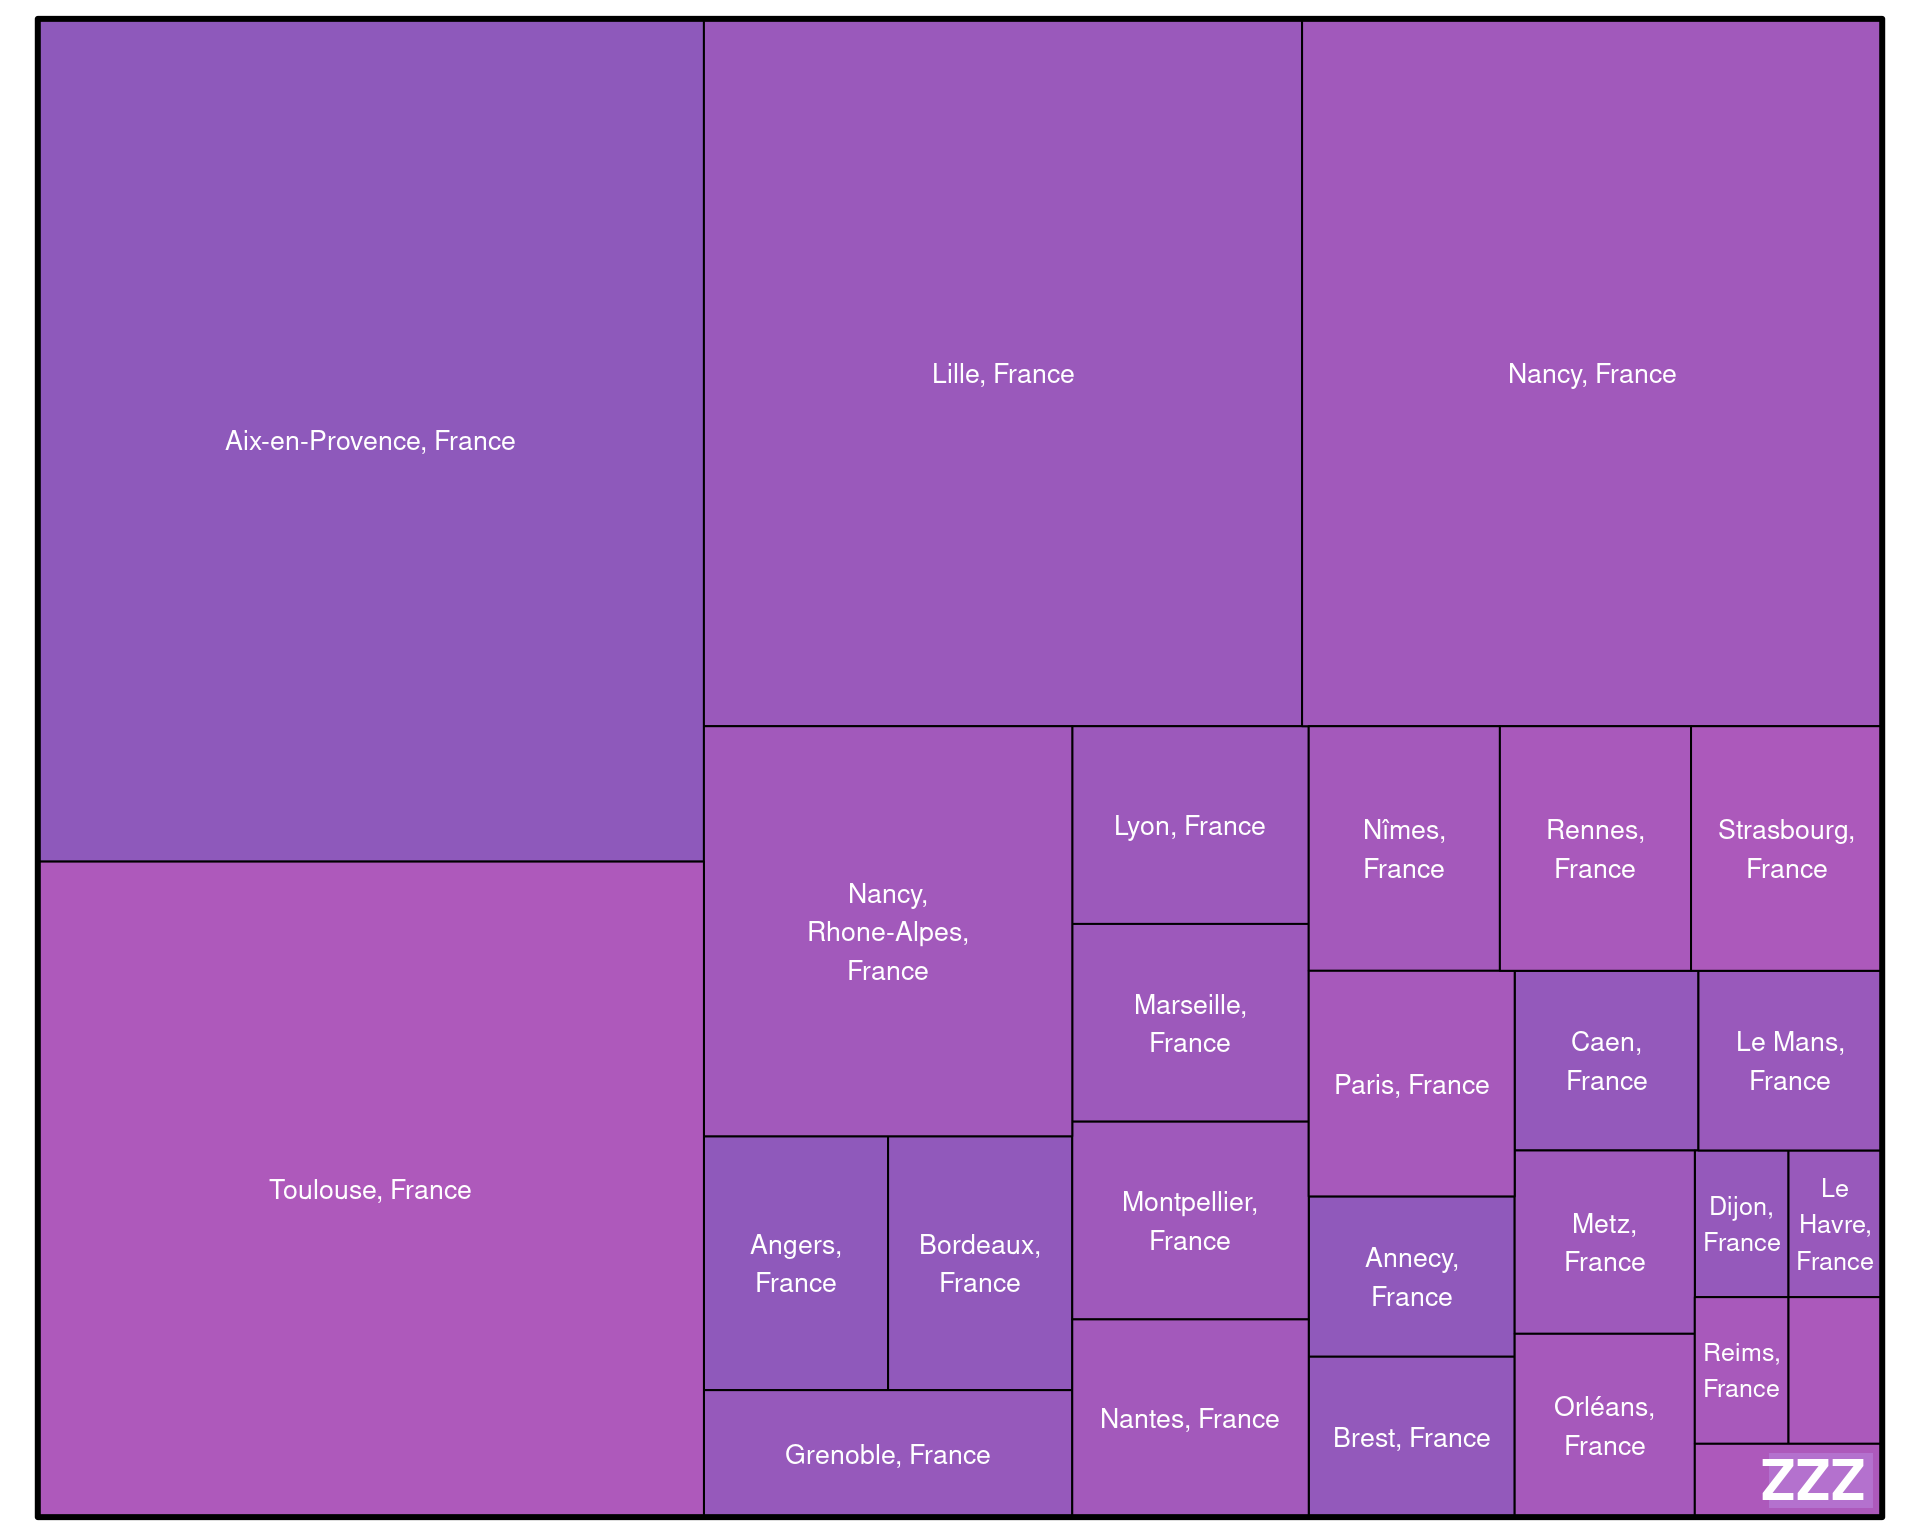 Aix-en-Provence, France
Lille, France
Nancy, France
Toulouse, France
Nancy,
Rhone-Alpes,
France
Lyon, France
Marseille,
France
Montpellier,
France
Nantes, France
Angers,
France
Bordeaux,
France
Grenoble, France
Nîmes,
France
Rennes,
France
Strasbourg,
France
Paris, France
Caen,
France
Le Mans,
France
Annecy,
France
Brest, France
Metz,
France
Orléans,
France
Dijon,
France
Le
Havre,
France
Reims,
France
ZZZ